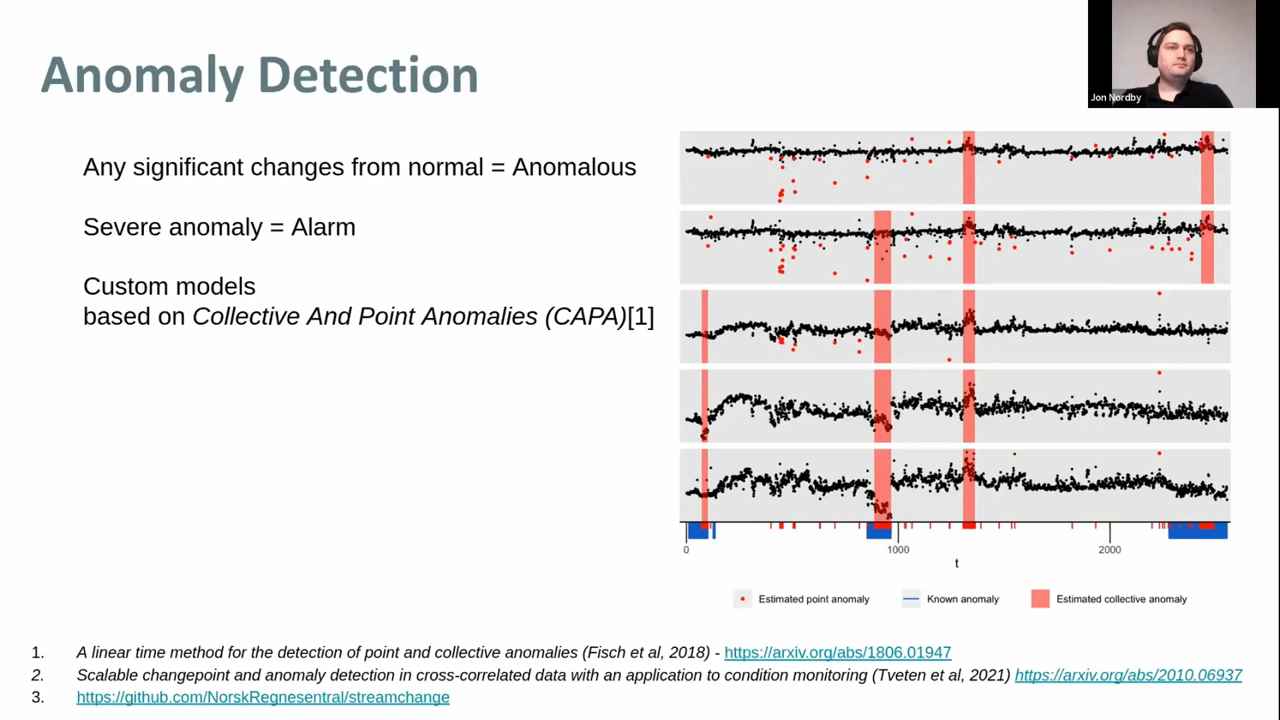 Anomaly Detection
Jon Nordby
Any significant changes from normal = Anomalous
Severe anomaly = Alarm
Custom models
based on Collective And Point Anomalies (CAPA)[1]
0 1000 2000
t
Estimated point anomaly Known anomaly Estimated collective anomaly
1. A linear time method for the detection of point and collective anomalies (Fisch et al, 2018) - https://arxiv.org/abs/1806.01947
2. Scalable changepoint and anomaly detection in cross-correlated data with an application to condition monitoring (Tveten et al, 2021) https://arxiv.org/abs/2010.06937
3. https://github.com/NorskRegnesentral/streamchange